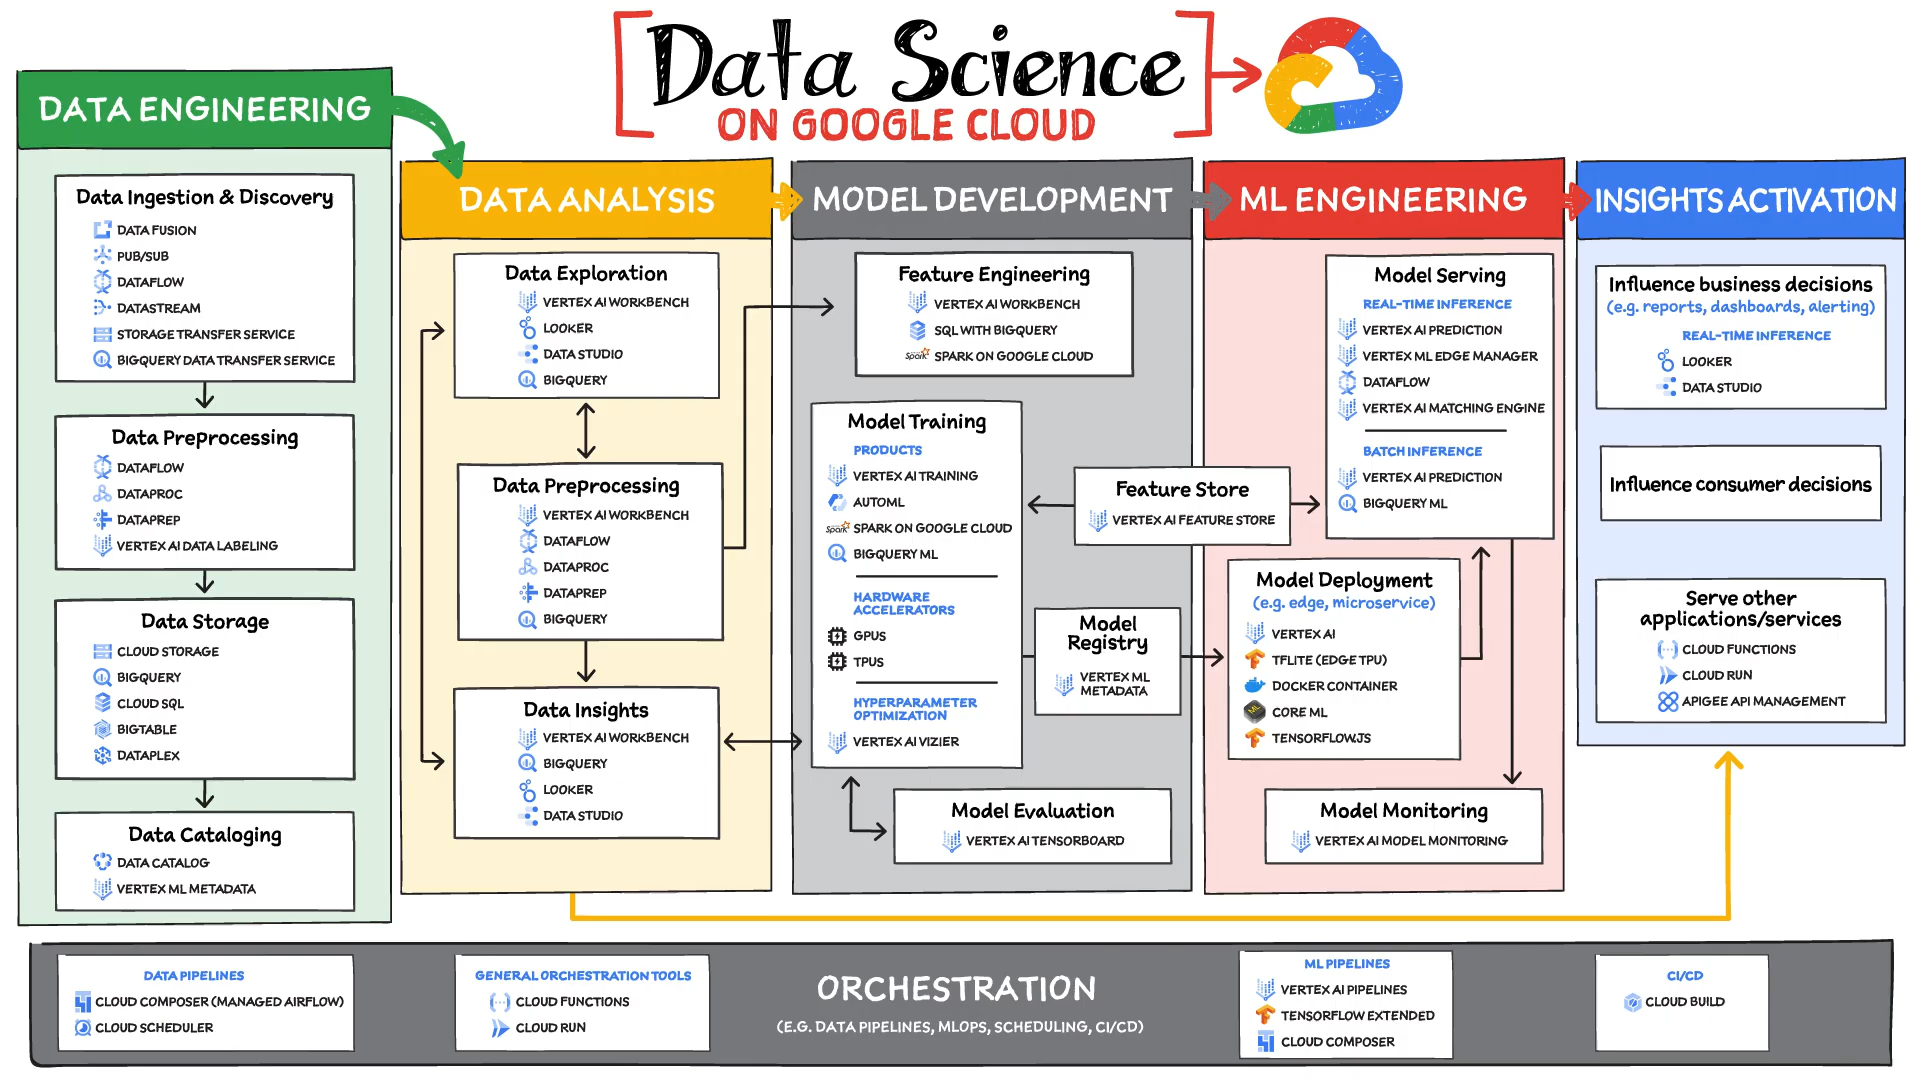 Data Science
ON GOOGLE CLOUD
DATA ENGINEERING
Data Ingestion & Discovery
DATA FUSION
PUB/SUB
DATAFLOW
DATASTREAM
STORAGE TRANSFER SERVICE
BIGQUERY DATA TRANSFER SERVICE
Data Preprocessing
DATAFLOW
DATAPROC
DATAPREP
VERTEX AI DATA LABELING
Data Storage
CLOUD STORAGE
BIGQUERY
CLOUD SQL
BIGTABLE
DATAPLEX
Data Cataloging
DATA CATALOG
VERTEX ML METADATA
DATA ANALYSIS
Data Exploration
VERTEX AI WORKBENCH
LOOKER
DATA STUDIO
BIGQUERY
Data Preprocessing
VERTEX AI WORKBENCH
DATAFLOW
DATAPROC
DATAPREP
BIGQUERY
Data Insights
VERTEX AI WORKBENCH
BIGQUERY
LOOKER
DATA STUDIO
MODEL DEVELOPMENT
Feature Engineering
VERTEX AI WORKBENCH
SQL WITH BIGQUERY
Spark SPARK ON GOOGLE CLOUD
Model Training
PRODUCTS
VERTEX AI TRAINING
AUTOML
Spark SPARK ON GOOGLE CLOUD
BIGQUERY ML
HARDWARE
ACCELERATORS
GPUS
TPUS
HYPERPARAMETER
OPTIMIZATION
VERTEX AI VIZIER
Feature Store
VERTEX AI FEATURE STORE
Model
Registry
VERTEX ML
METADATA
Model Evaluation
VERTEX AI TENSORBOARD
ML ENGINEERING
Model Serving
REAL-TIME INFERENCE
VERTEX AI PREDICTION
VERTEX ML EDGE MANAGER
DATAFLOW
VERTEX AI MATCHING ENGINE
BATCH INFERENCE
VERTEX AI PREDICTION
BIGQUERY ML
Model Deployment
(e.g. edge, microservice)
VERTEX AI
TFLITE (EDGE TPU)
DOCKER CONTAINER
ML CORE ML
TENSORFLOW.JS
Model Monitoring
VERTEX AI MODEL MONITORING
INSIGHTS ACTIVATION
Influence business decisions
(e.g. reports, dashboards, alerting)
REAL-TIME INFERENCE
LOOKER
DATA STUDIO
Influence consumer decisions
Serve other
applications/services
CLOUD FUNCTIONS
CLOUD RUN
APIGEE API MANAGEMENT
DATA PIPELINES
CLOUD COMPOSER (MANAGED AIRFLOW)
CLOUD SCHEDULER
GENERAL ORCHESTRATION TOOLS
CLOUD FUNCTIONS
CLOUD RUN
ORCHESTRATION
(E.G. DATA PIPELINES, MLOPS, SCHEDULING, CI/CD)
ML PIPELINES
VERTEX AI PIPELINES
TENSORFLOW EXTENDED
CLOUD COMPOSER
CI/CD
CLOUD BUILD